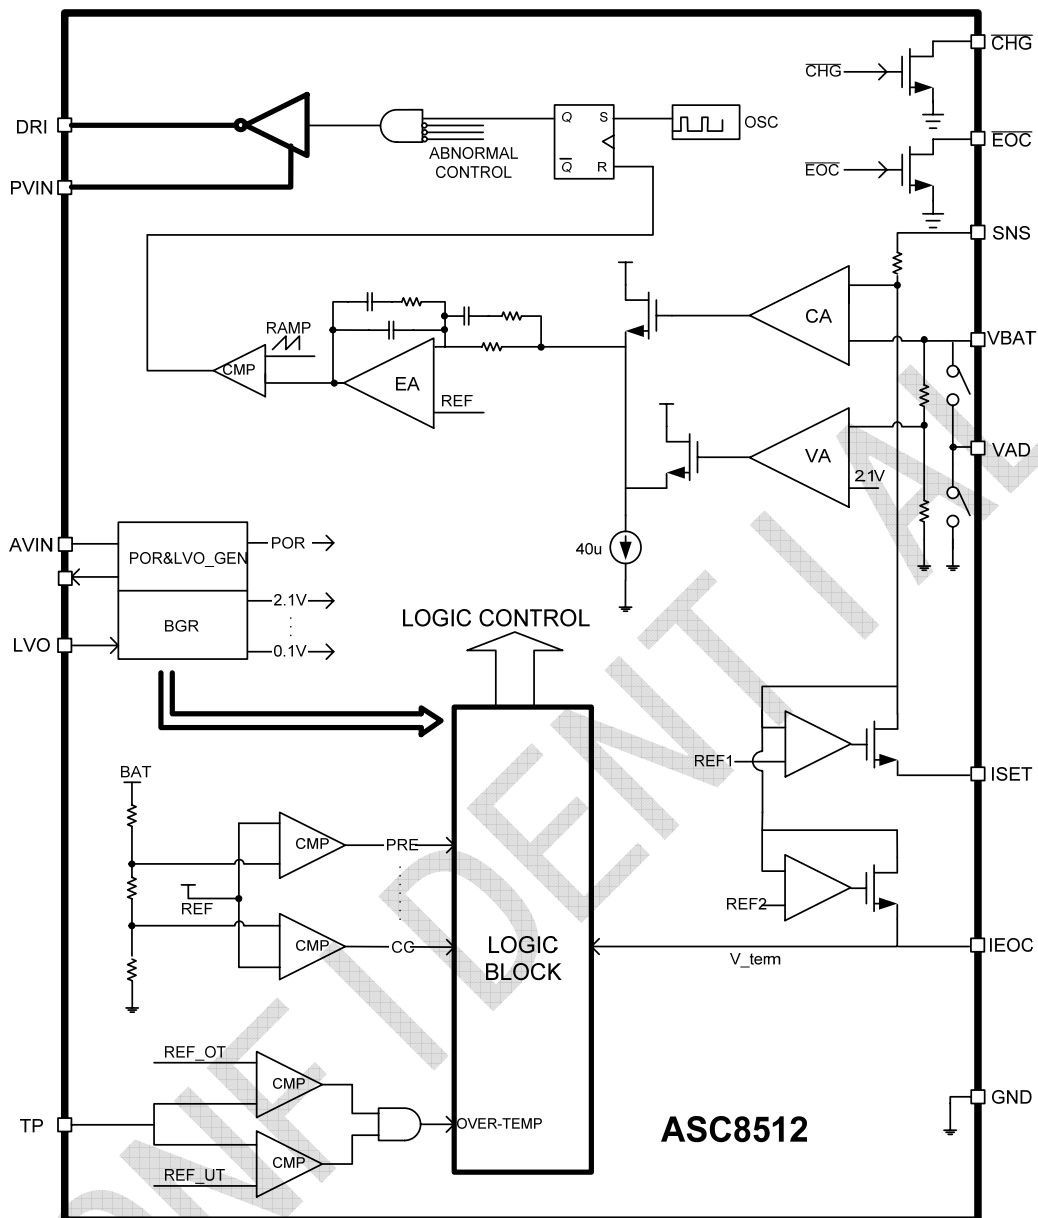 CHG
CHG
DRI
Q
S
OSC
ABNORMAL
CONTROL
Q
R
EOC
EOC
PVIN
SNS
CA
RAMP
VBAT
CMP
EA
REF
VA
VAD
2.1V
AVIN
POR&LVO_GEN
POR
40u
2.1V
BGR
LVO
0.1V
LOGIC CONTROL
REF1
ISET
BAT
CMP
PRE
REF
REF2
CMP
CC
LOGIC
BLOCK
V_term
IEOC
REF_OT
CMP
TP
OVER-TEMP
CMP
REF_UT
GND
ASC8512
ONFIDENTIAL